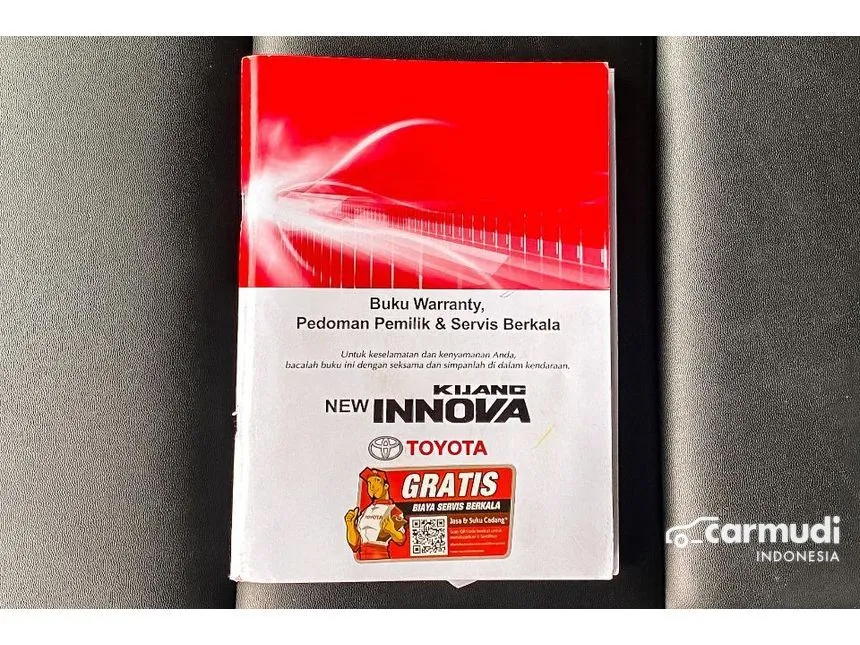 Buku Warranty,
Pedoman Pemilik & Servis Berkala
Untuk keselamatan dan kenyamanan Anda,
bacalah buku ini dengan seksama dan simpanlah di dalam kendaraan.
KIJANG
NEW INNOVA
TOYOTA
GRATIS
BIAYA SERVIS BERKALA
TOYOTA
Jasa & Suku Cadang*
carmudi
INDONESIA